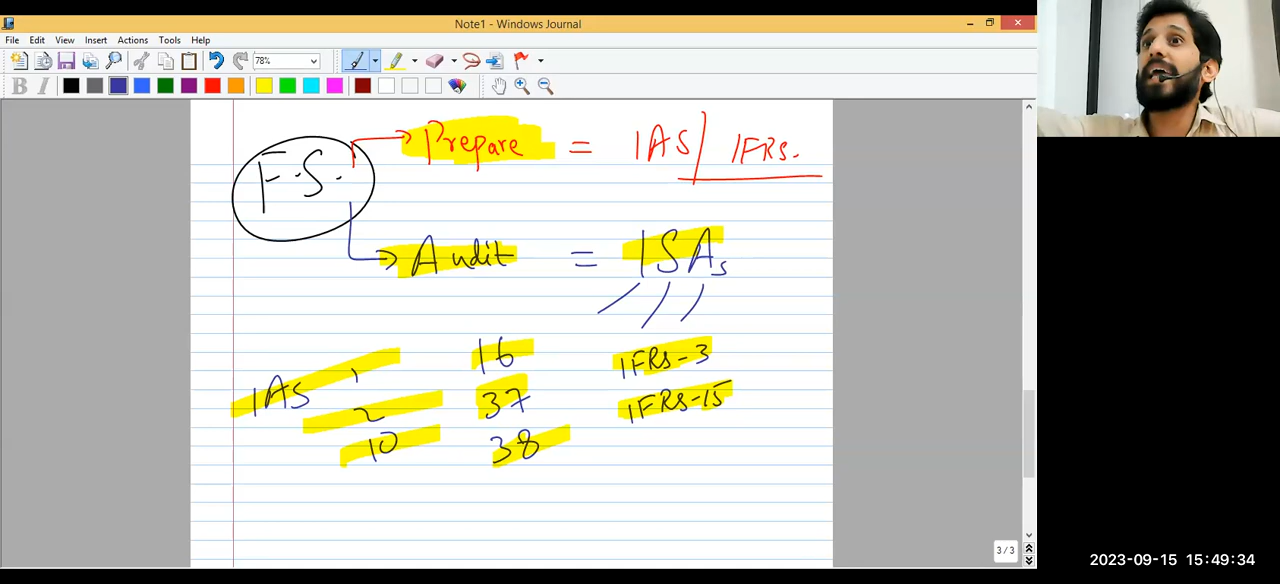 Note1 - Windows Journal
File Edit View Insert Actions Tools Help
78%
B I
F.S.
Prepare = IAS/ IFRS.
Audit = ISAs
IAS 1 16 IFRS-3
2 37 IFRS-15
10 38
3 / 3
2023-09-15 15:49:34